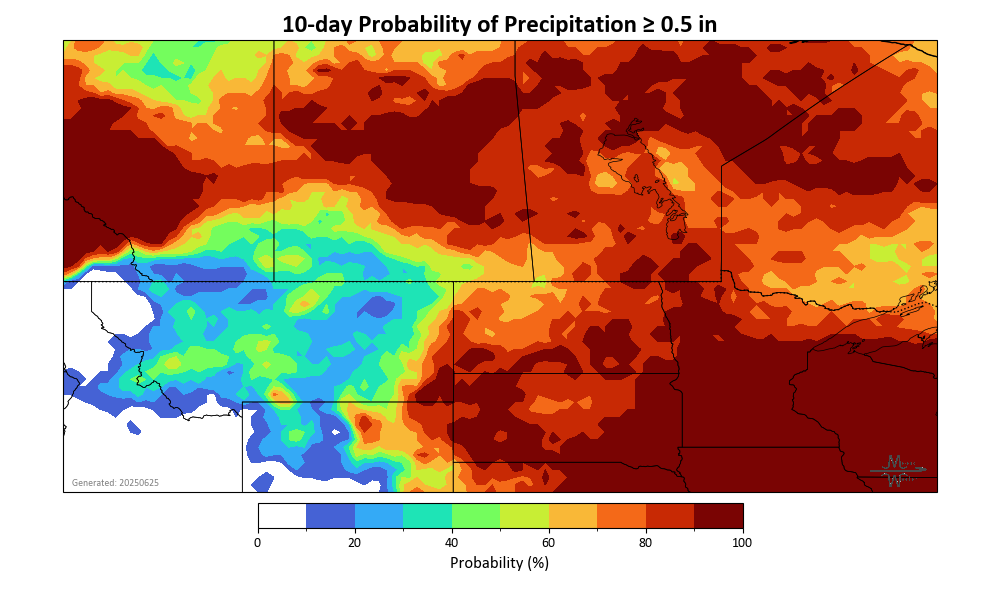 10-day Probability of Precipitation ≥ 0.5 in
Generated: 20250625
0 20 40 60 80 100
Probability (%)